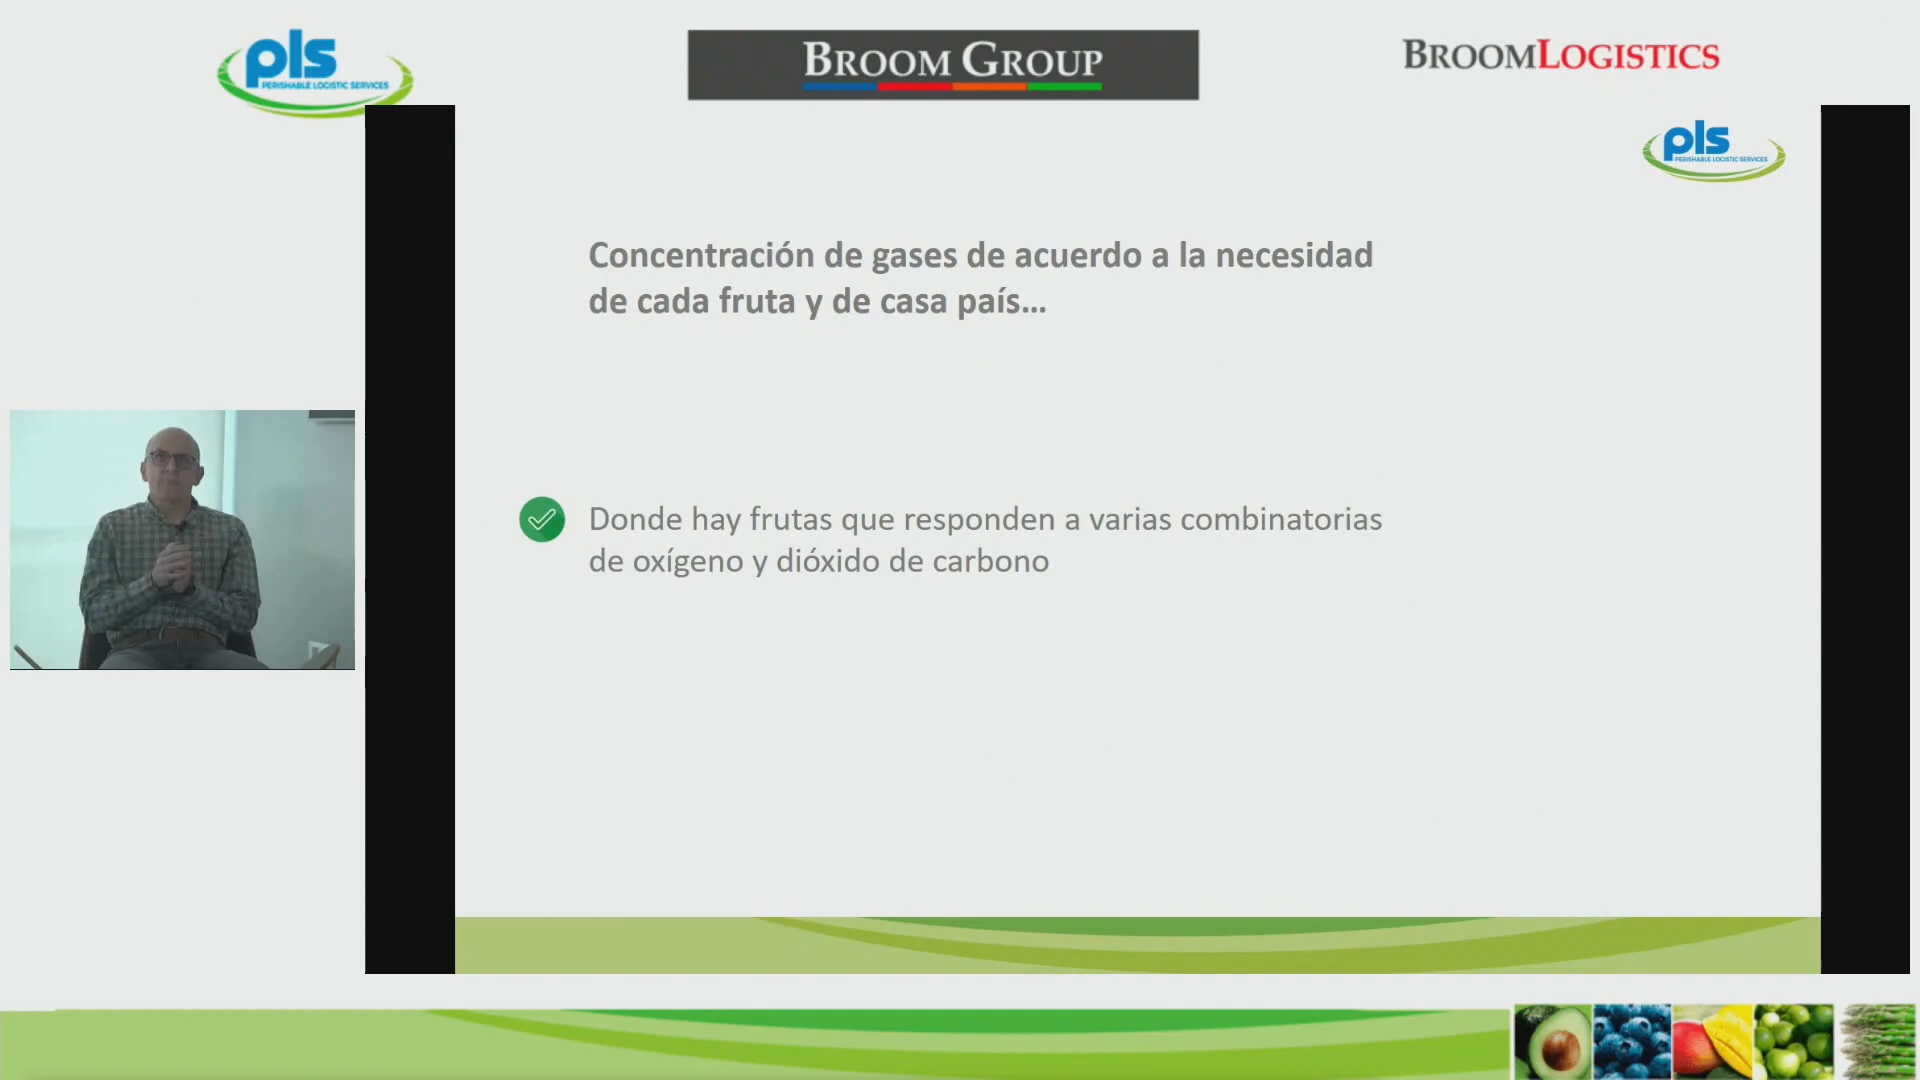 pls
PERISHABLE LOGISTIC SERVICES
BROOM GROUP
BROOMLOGISTICS
pls
PERISHABLE LOGISTIC SERVICES
Concentración de gases de acuerdo a la necesidad
de cada fruta y de casa país...
Donde hay frutas que responden a varias combinatorias
de oxígeno y dióxido de carbono